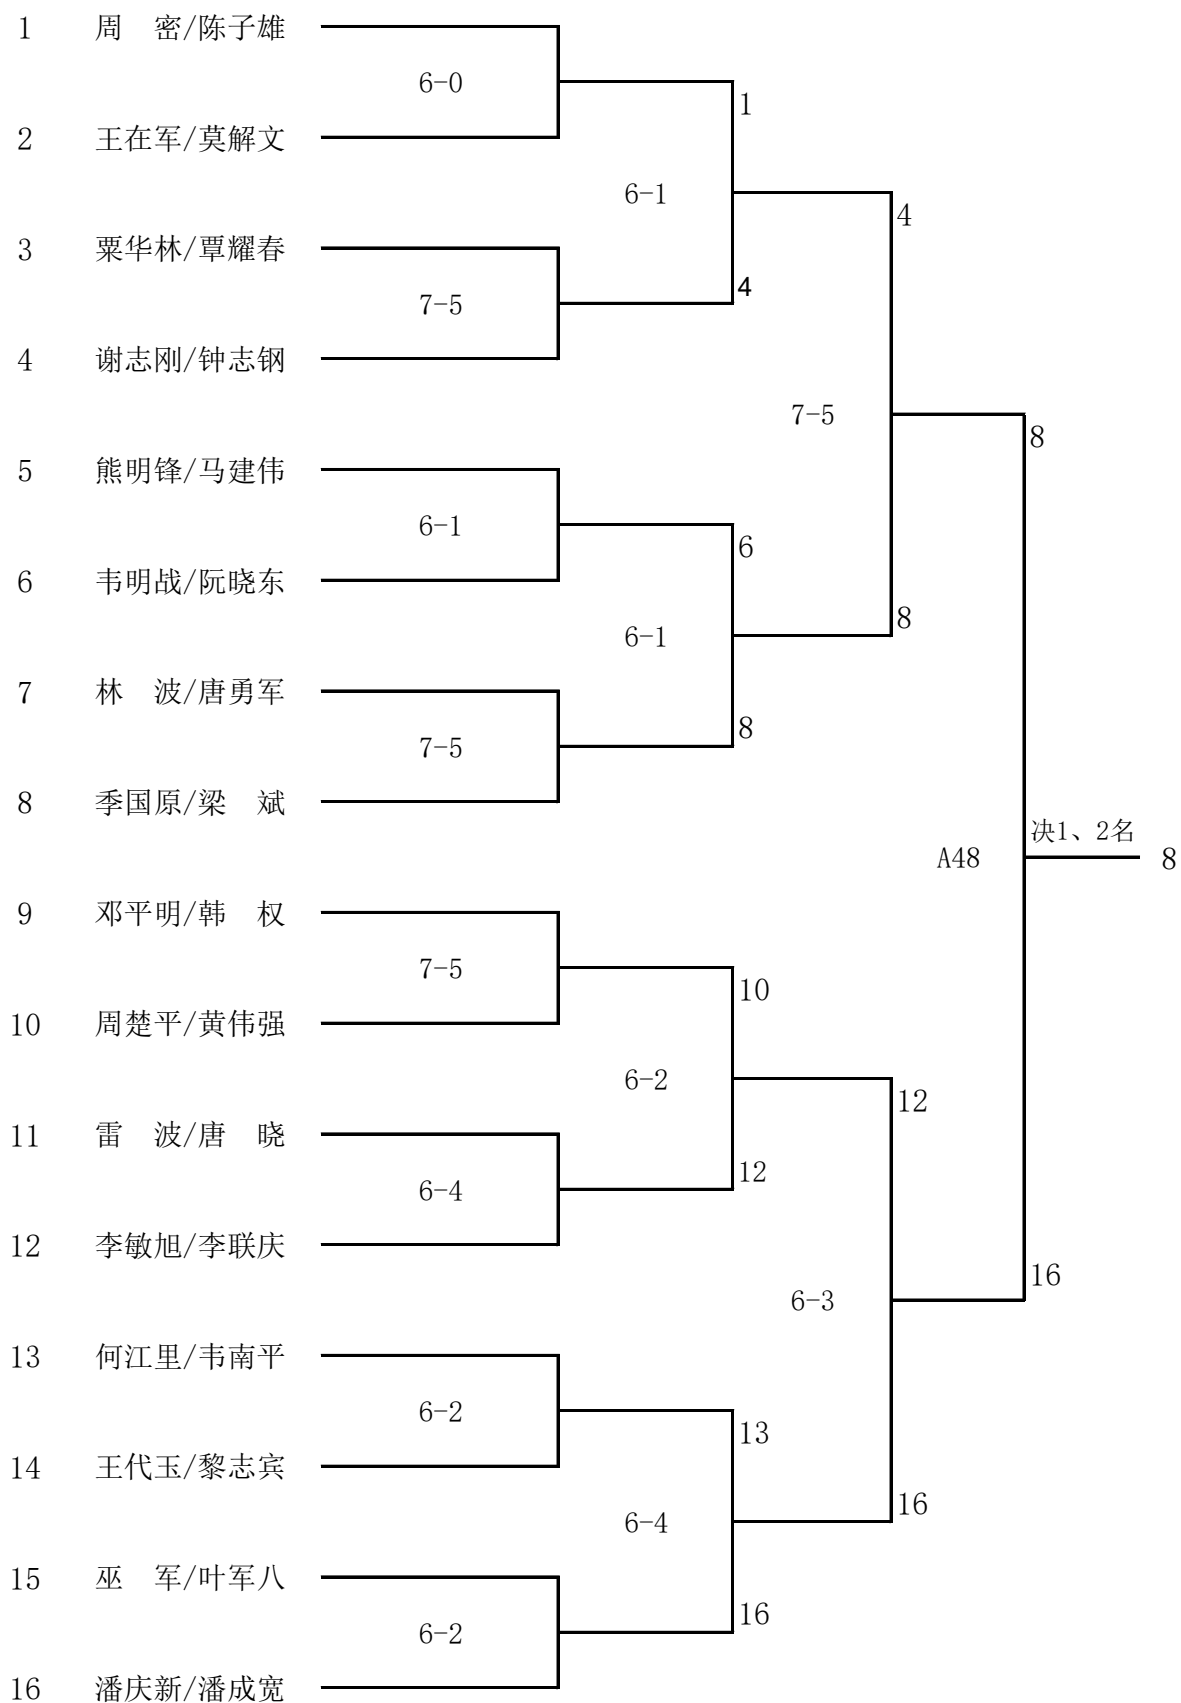 1 周　密/陈子雄
6-0
1
2 王在军/莫解文
6-1
4
3 粟华林/覃耀春
7-5
4
4 谢志刚/钟志钢
7-5
8
5 熊明锋/马建伟
6-1
6
6 韦明战/阮晓东
6-1
8
7 林　波/唐勇军
7-5
8
8 季国原/梁　斌
决1、2名
A48
8
9 邓平明/韩　权
7-5
10
10 周楚平/黄伟强
6-2
12
11 雷　波/唐　晓
6-4
12
12 李敏旭/李联庆
6-3
16
13 何江里/韦南平
6-2
13
14 王代玉/黎志宾
6-4
16
15 巫　军/叶军八
6-2
16
16 潘庆新/潘成宽